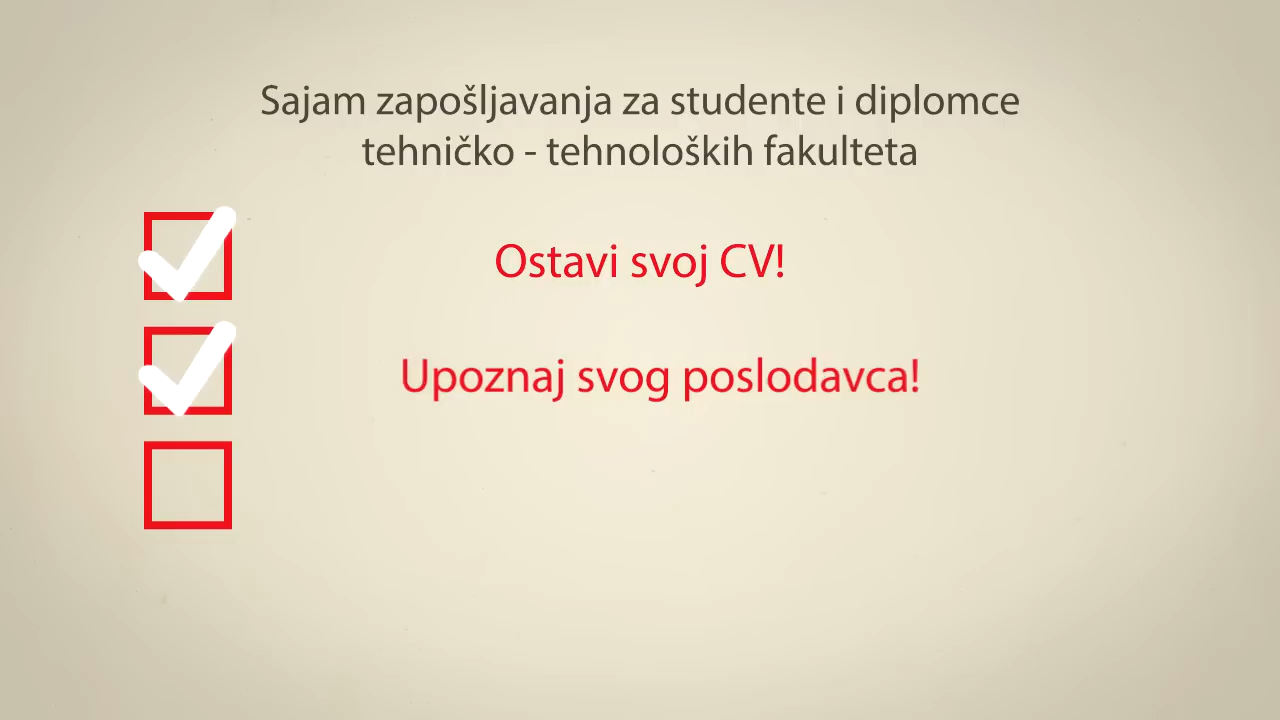 Sajam zapošljavanja za studente i diplomce
tehničko - tehnoloških fakulteta
Ostavi svoj CV!
Upoznaj svog poslodavca!